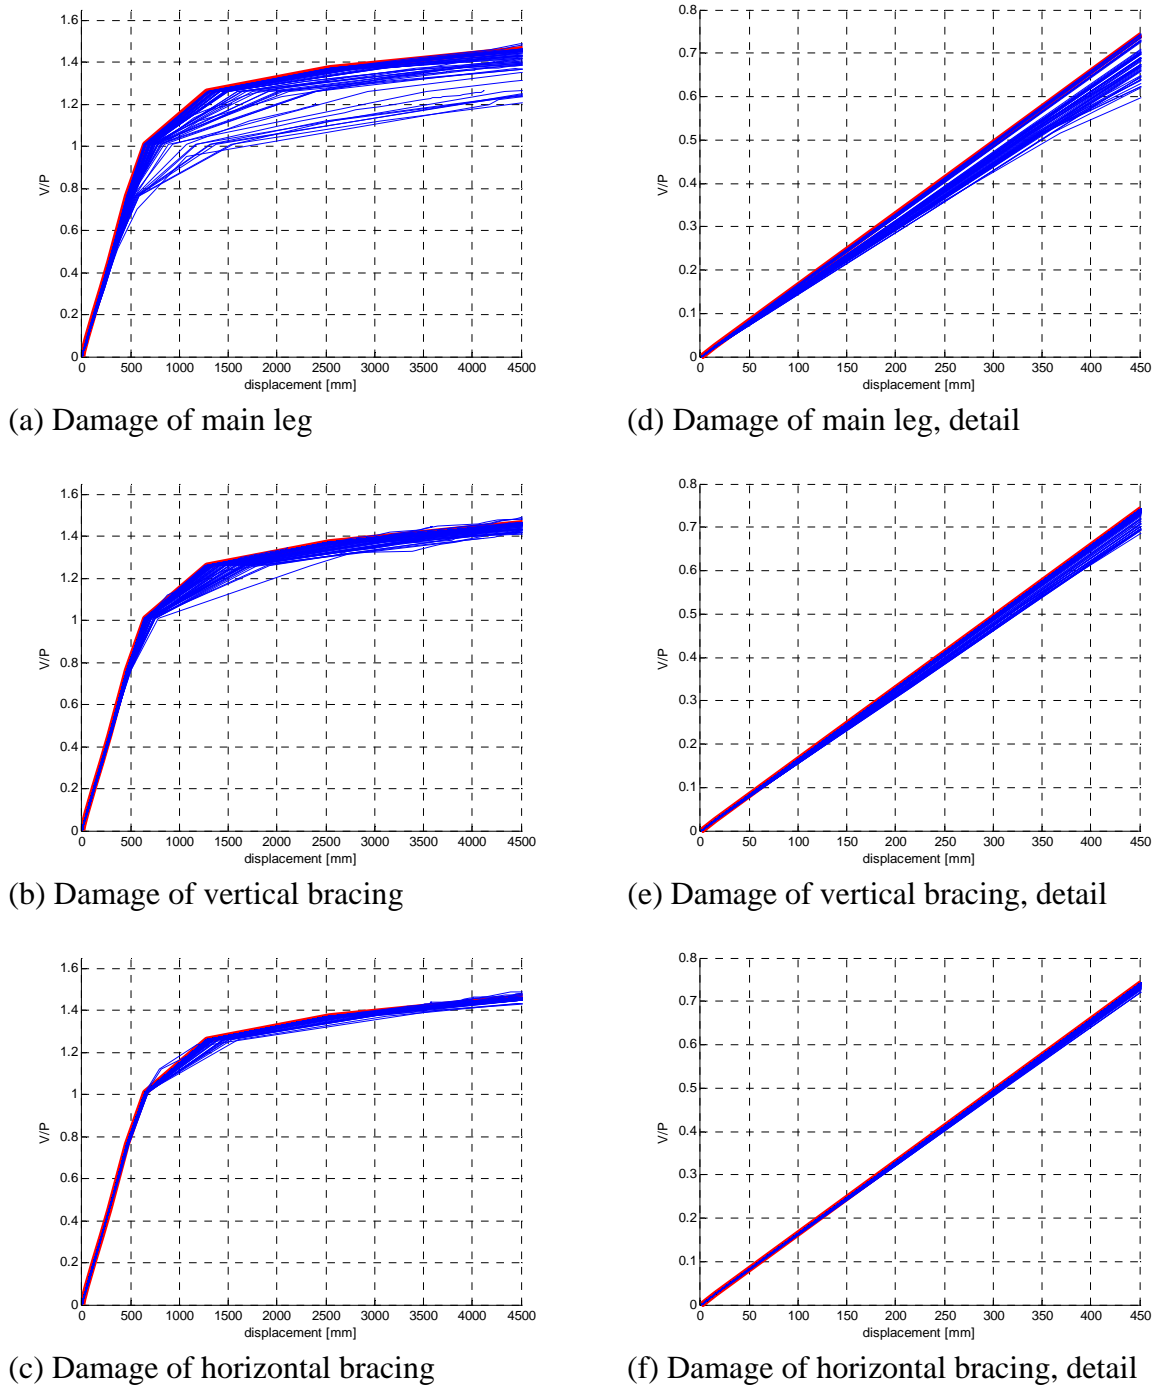 1.6
1.4
1.2
1
0.8
0.6
0.4
0.2
0
V/P
0 500 1000 1500 2000 2500 3000 3500 4000 4500
displacement [mm]
(a) Damage of main leg
0.8
0.7
0.6
0.5
0.4
0.3
0.2
0.1
0
V/P
0 50 100 150 200 250 300 350 400 450
displacement [mm]
(d) Damage of main leg, detail
1.6
1.4
1.2
1
0.8
0.6
0.4
0.2
0
V/P
0 500 1000 1500 2000 2500 3000 3500 4000 4500
displacement [mm]
(b) Damage of vertical bracing
0.8
0.7
0.6
0.5
0.4
0.3
0.2
0.1
0
V/P
0 50 100 150 200 250 300 350 400 450
displacement [mm]
(e) Damage of vertical bracing, detail
1.6
1.4
1.2
1
0.8
0.6
0.4
0.2
0
V/P
0 500 1000 1500 2000 2500 3000 3500 4000 4500
displacement [mm]
(c) Damage of horizontal bracing
0.8
0.7
0.6
0.5
0.4
0.3
0.2
0.1
0
V/P
0 50 100 150 200 250 300 350 400 450
displacement [mm]
(f) Damage of horizontal bracing, detail